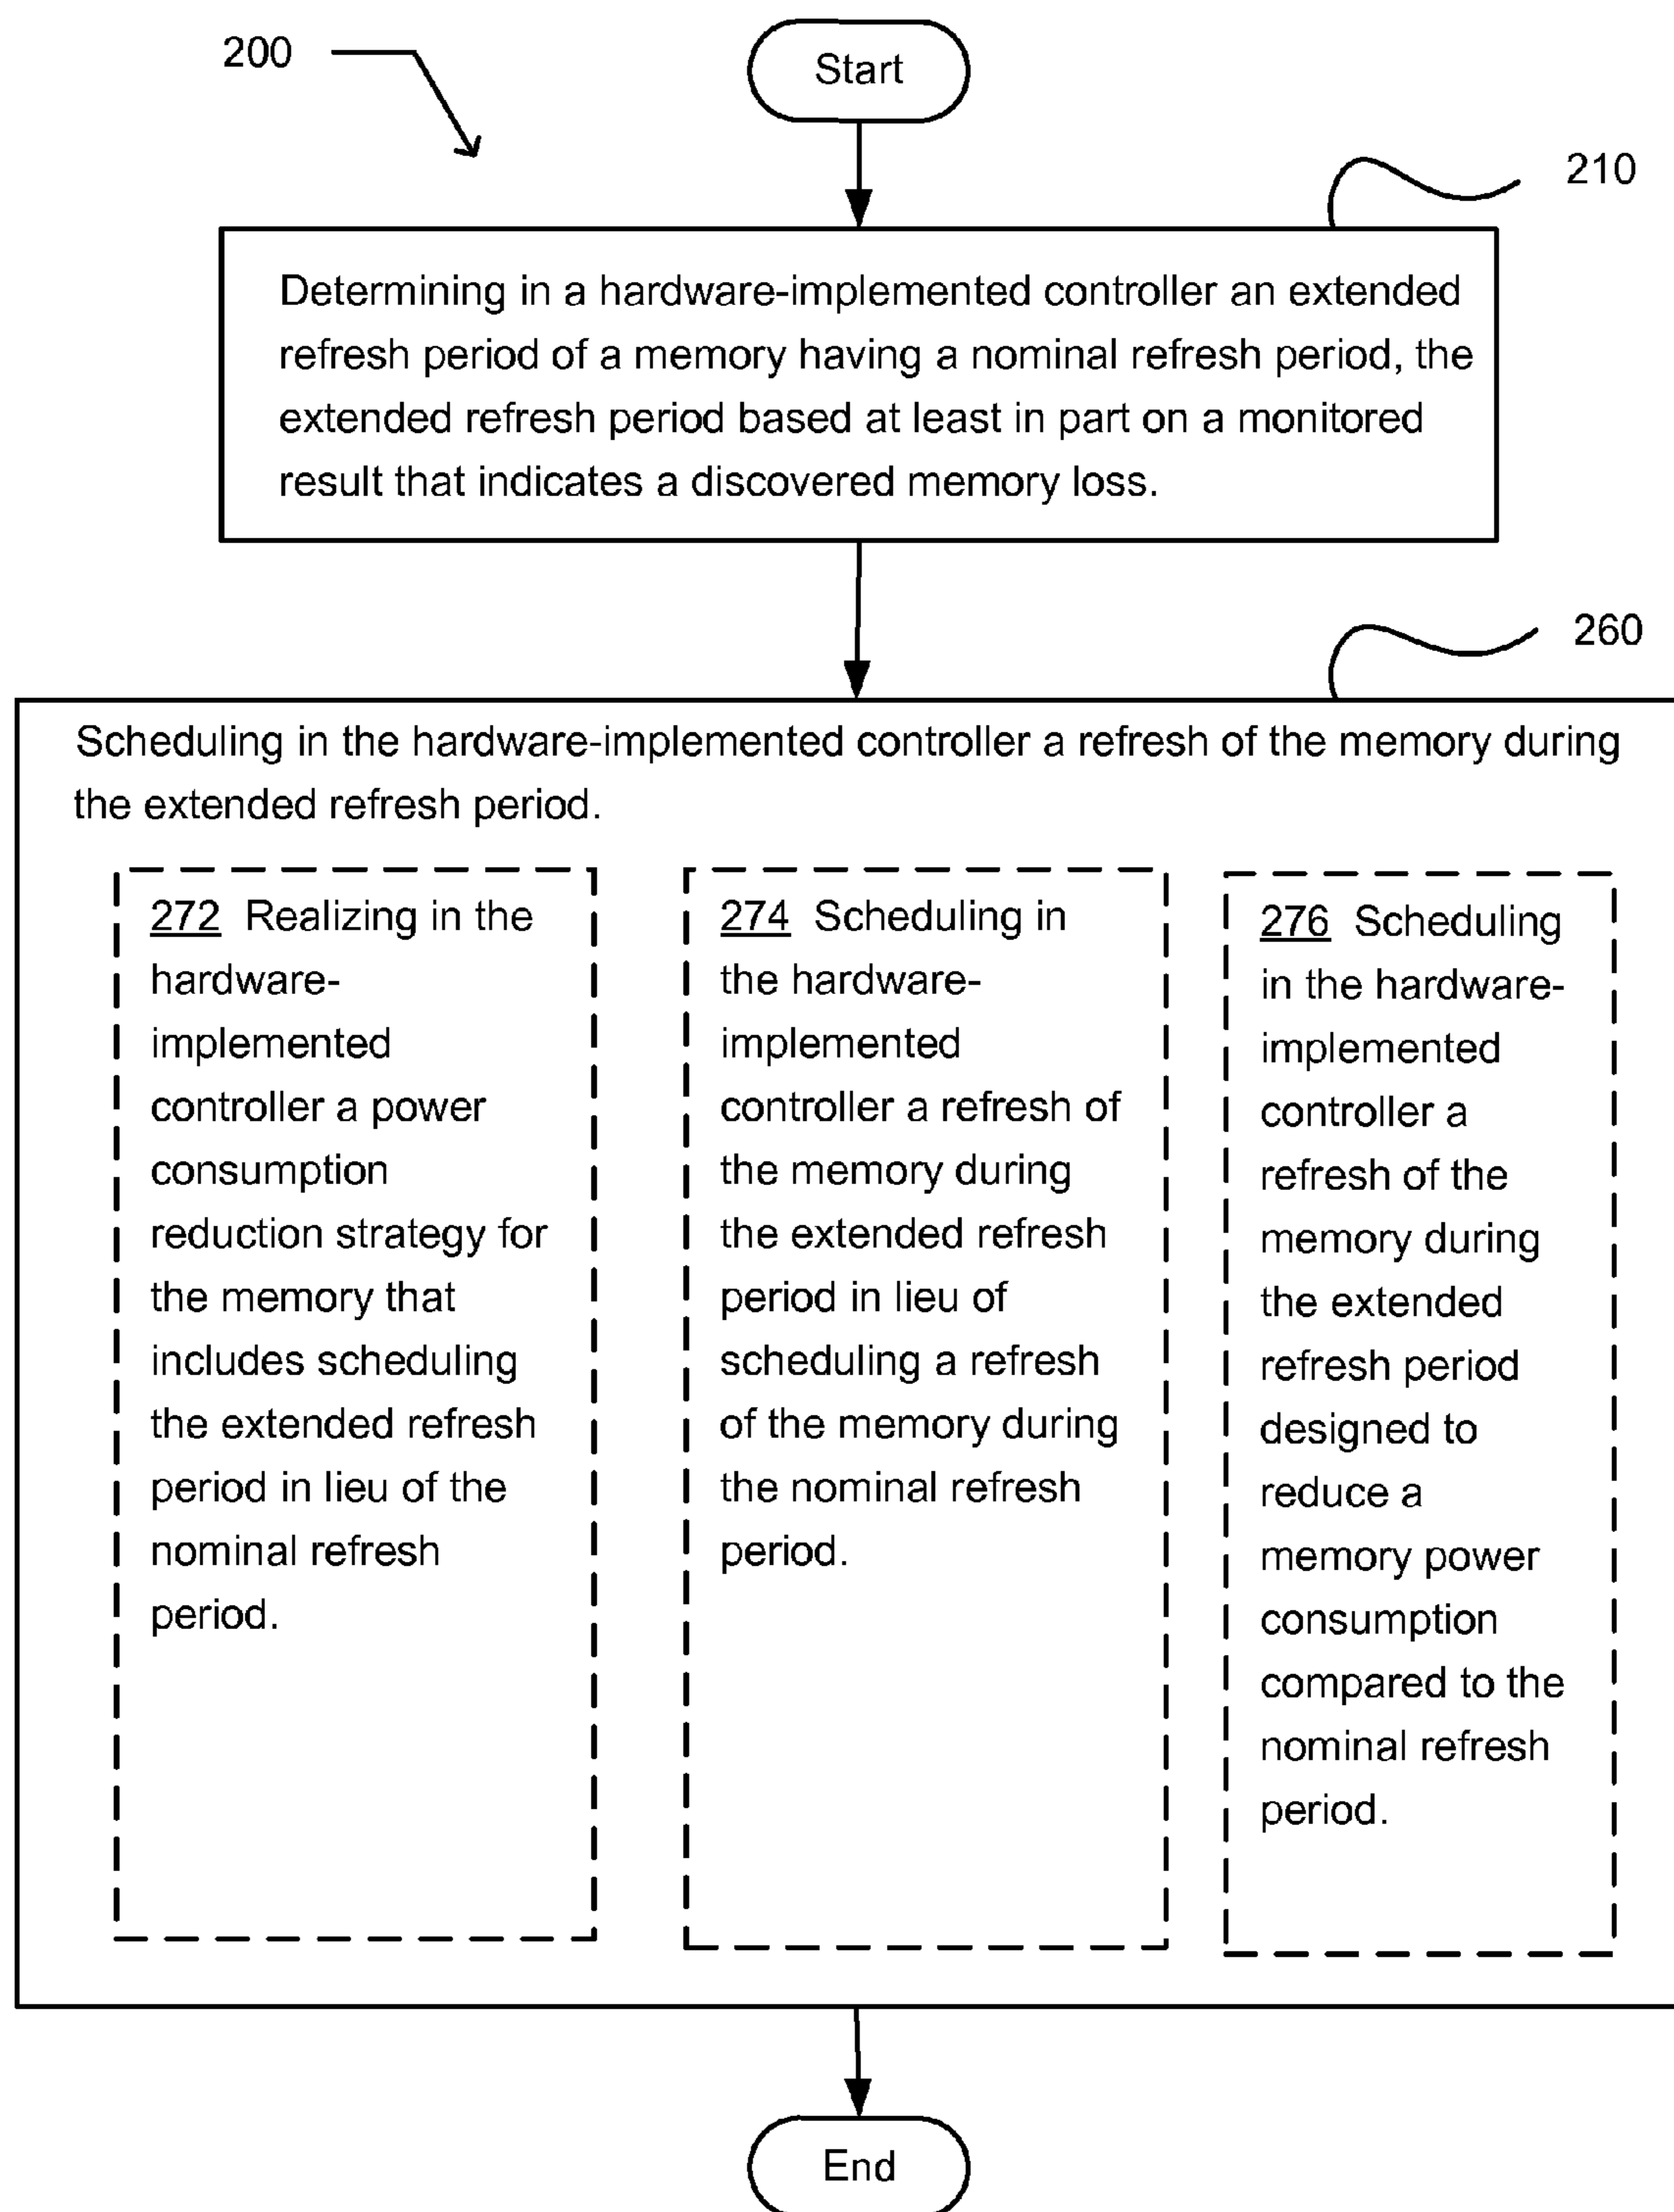 200
Start
210
Determining in a hardware-implemented controller an extended
refresh period of a memory having a nominal refresh period, the
extended refresh period based at least in part on a monitored
result that indicates a discovered memory loss.
260
Scheduling in the hardware-implemented controller a refresh of the memory during
the extended refresh period.
272 Realizing in the
hardware-
implemented
controller a power
consumption
reduction strategy for
the memory that
includes scheduling
the extended refresh
period in lieu of the
nominal refresh
period.
274 Scheduling in
the hardware-
implemented
controller a refresh of
the memory during
the extended refresh
period in lieu of
scheduling a refresh
of the memory during
the nominal refresh
period.
276 Scheduling
in the hardware-
implemented
controller a
refresh of the
memory during
the extended
refresh period
designed to
reduce a
memory power
consumption
compared to the
nominal refresh
period.
End